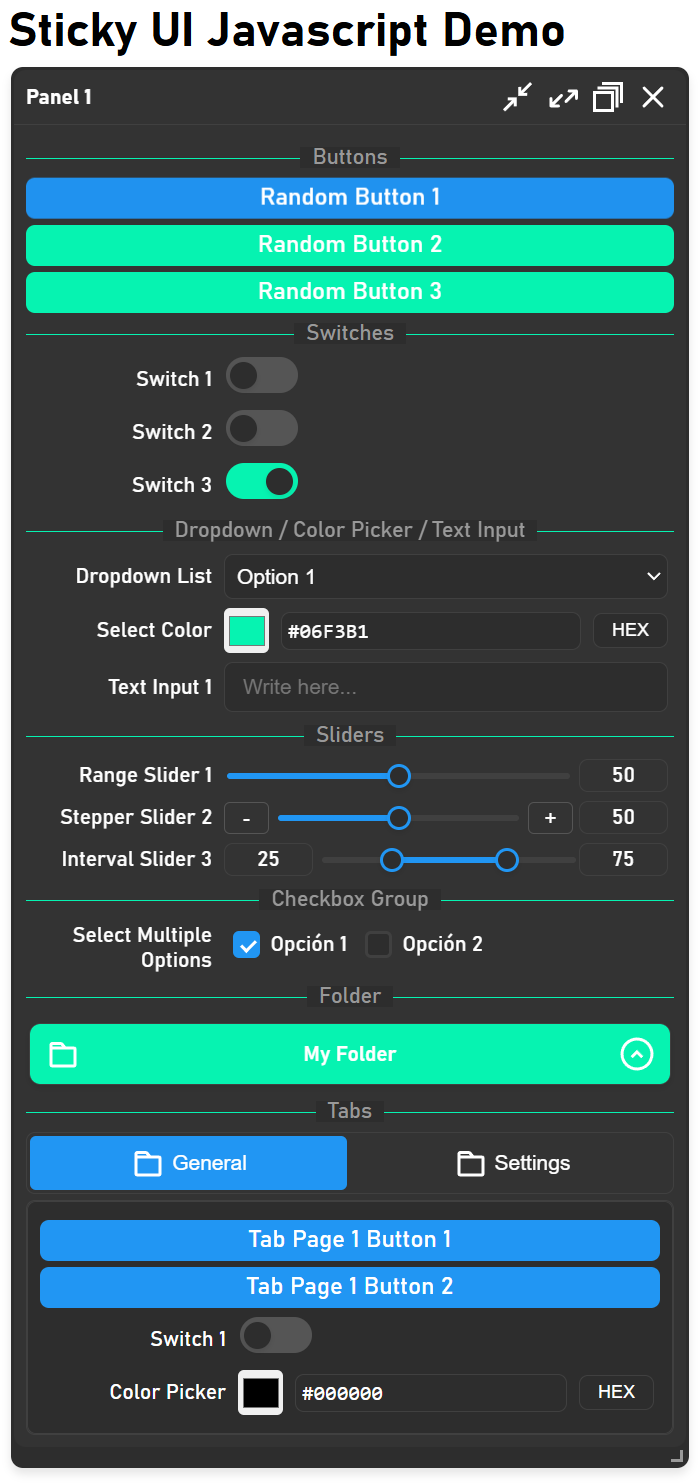 Sticky UI Javascript Demo
Panel 1
Buttons
Random Button 1
Random Button 2
Random Button 3
Switches
Switch 1
Switch 2
Switch 3
Dropdown / Color Picker / Text Input
Dropdown List Option 1
Select Color #06F3B1 HEX
Text Input 1 Write here...
Sliders
Range Slider 1 50
Stepper Slider 2 - + 50
Interval Slider 3 25 75
Checkbox Group
Select Multiple
Options
Opción 1 Opción 2
Folder
My Folder
Tabs
General Settings
Tab Page 1 Button 1
Tab Page 1 Button 2
Switch 1
Color Picker #000000 HEX